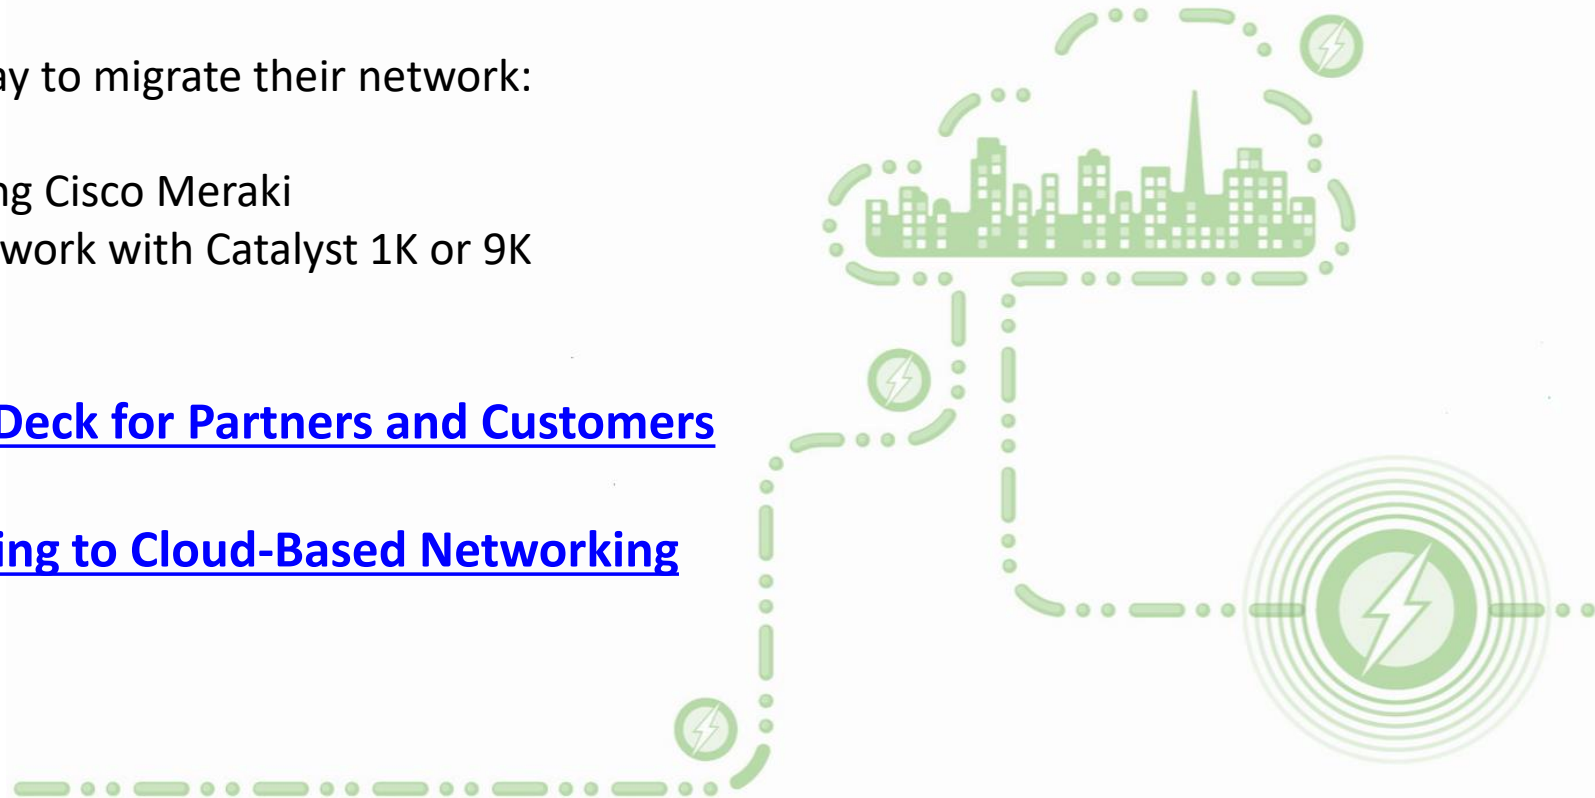 ay to migrate their network:
ng Cisco Meraki
work with Catalyst 1K or 9K
Deck for Partners and Customers
ing to Cloud-Based Networking